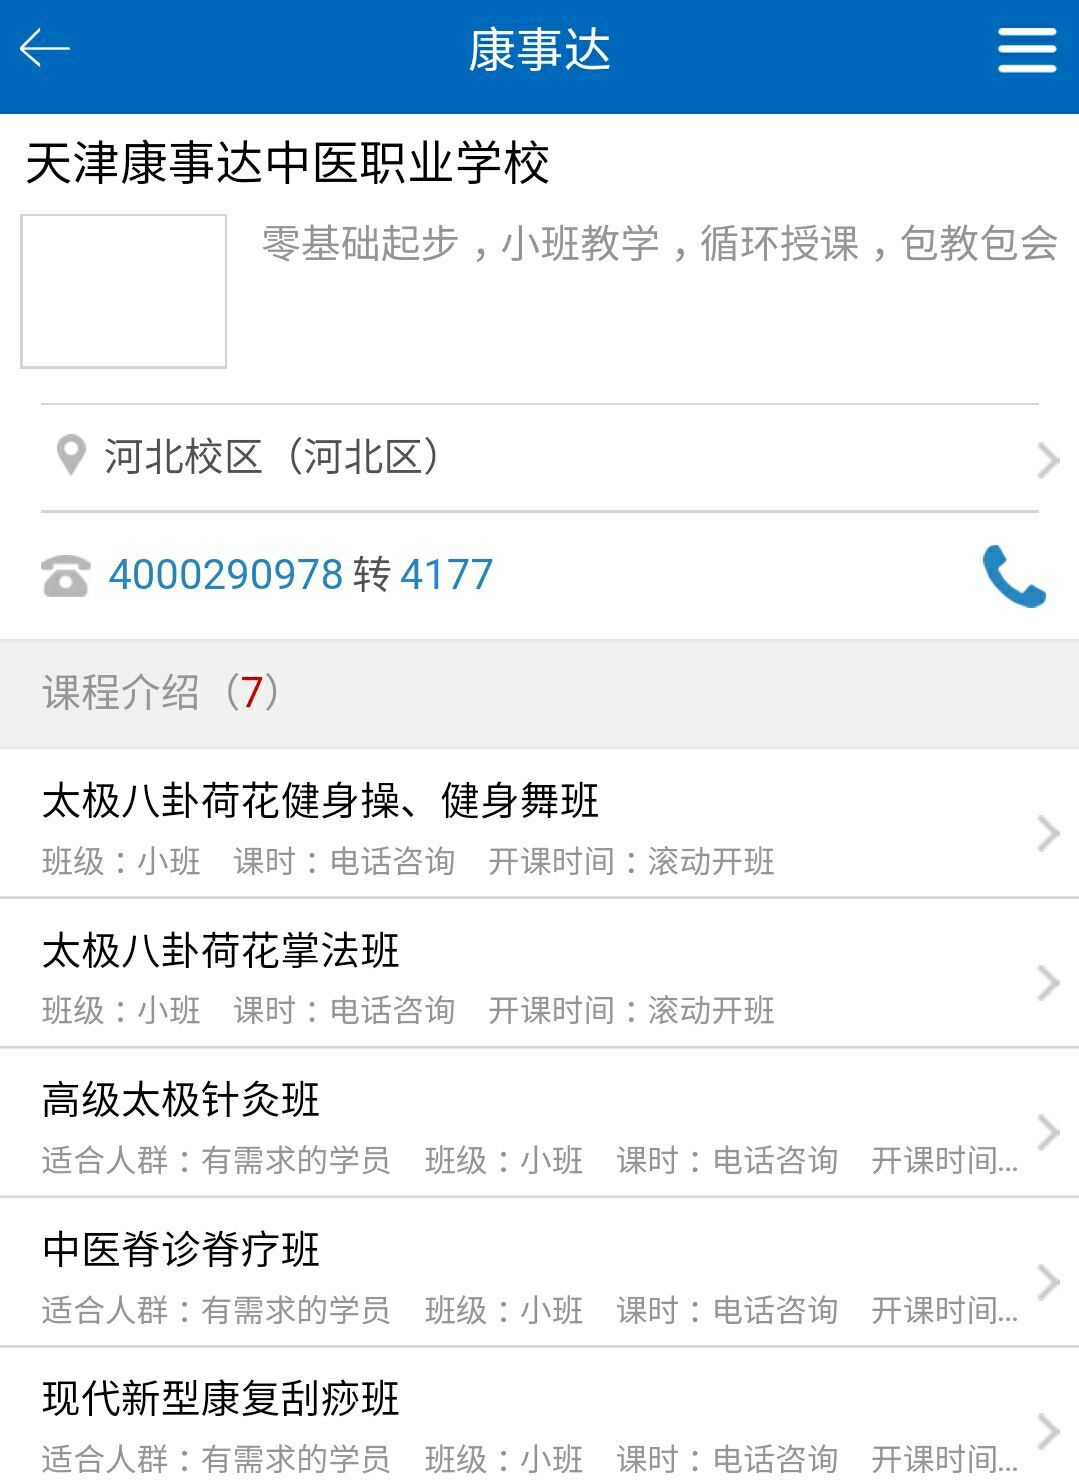 康事达
天津康事达中医职业学校
零基础起步，小班教学，循环授课，包教包会
河北校区（河北区）
4000290978 转 4177
课程介绍（7）
太极八卦荷花健身操、健身舞班
班级：小班 课时：电话咨询 开课时间：滚动开班
太极八卦荷花掌法班
班级：小班 课时：电话咨询 开课时间：滚动开班
高级太极针灸班
适合人群：有需求的学员 班级：小班 课时：电话咨询 开课时间...
中医脊诊脊疗班
适合人群：有需求的学员 班级：小班 课时：电话咨询 开课时间...
现代新型康复刮痧班
适合人群：有需求的学员 班级：小班 课时：电话咨询 开课时间...